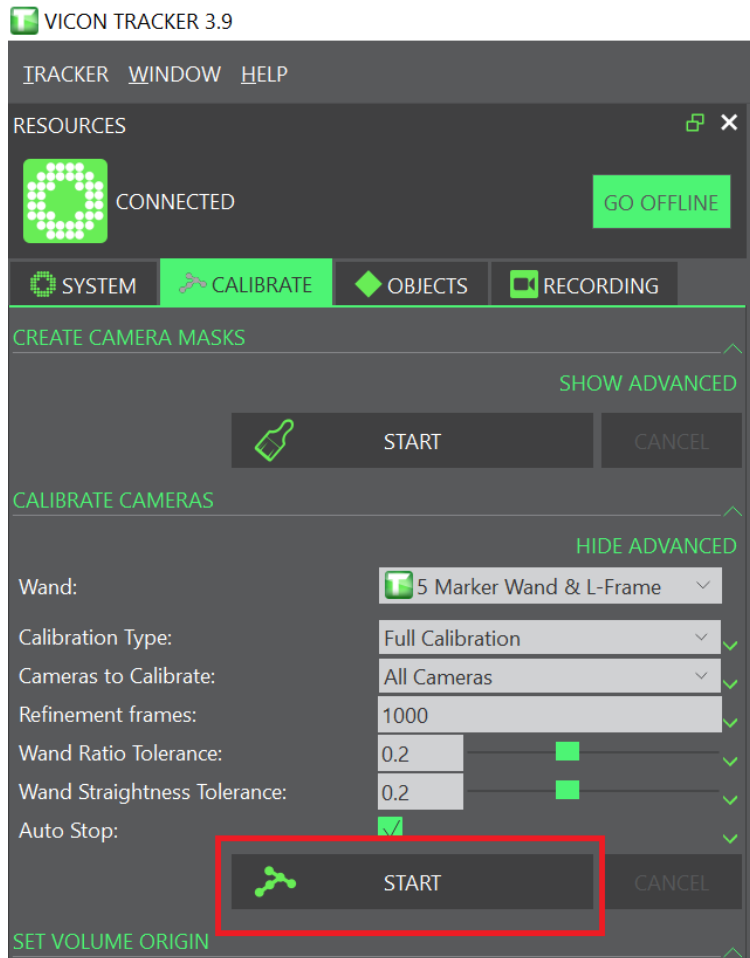 VICON TRACKER 3.9
TRACKER WINDOW HELP
RESOURCES
CONNECTED
GO OFFLINE
SYSTEM CALIBRATE OBJECTS RECORDING
CREATE CAMERA MASKS
SHOW ADVANCED
START CANCEL
CALIBRATE CAMERAS
HIDE ADVANCED
Wand: 5 Marker Wand & L-Frame
Calibration Type: Full Calibration
Cameras to Calibrate: All Cameras
Refinement frames: 1000
Wand Ratio Tolerance: 0.2
Wand Straightness Tolerance: 0.2
Auto Stop:
START CANCEL
SET VOLUME ORIGIN